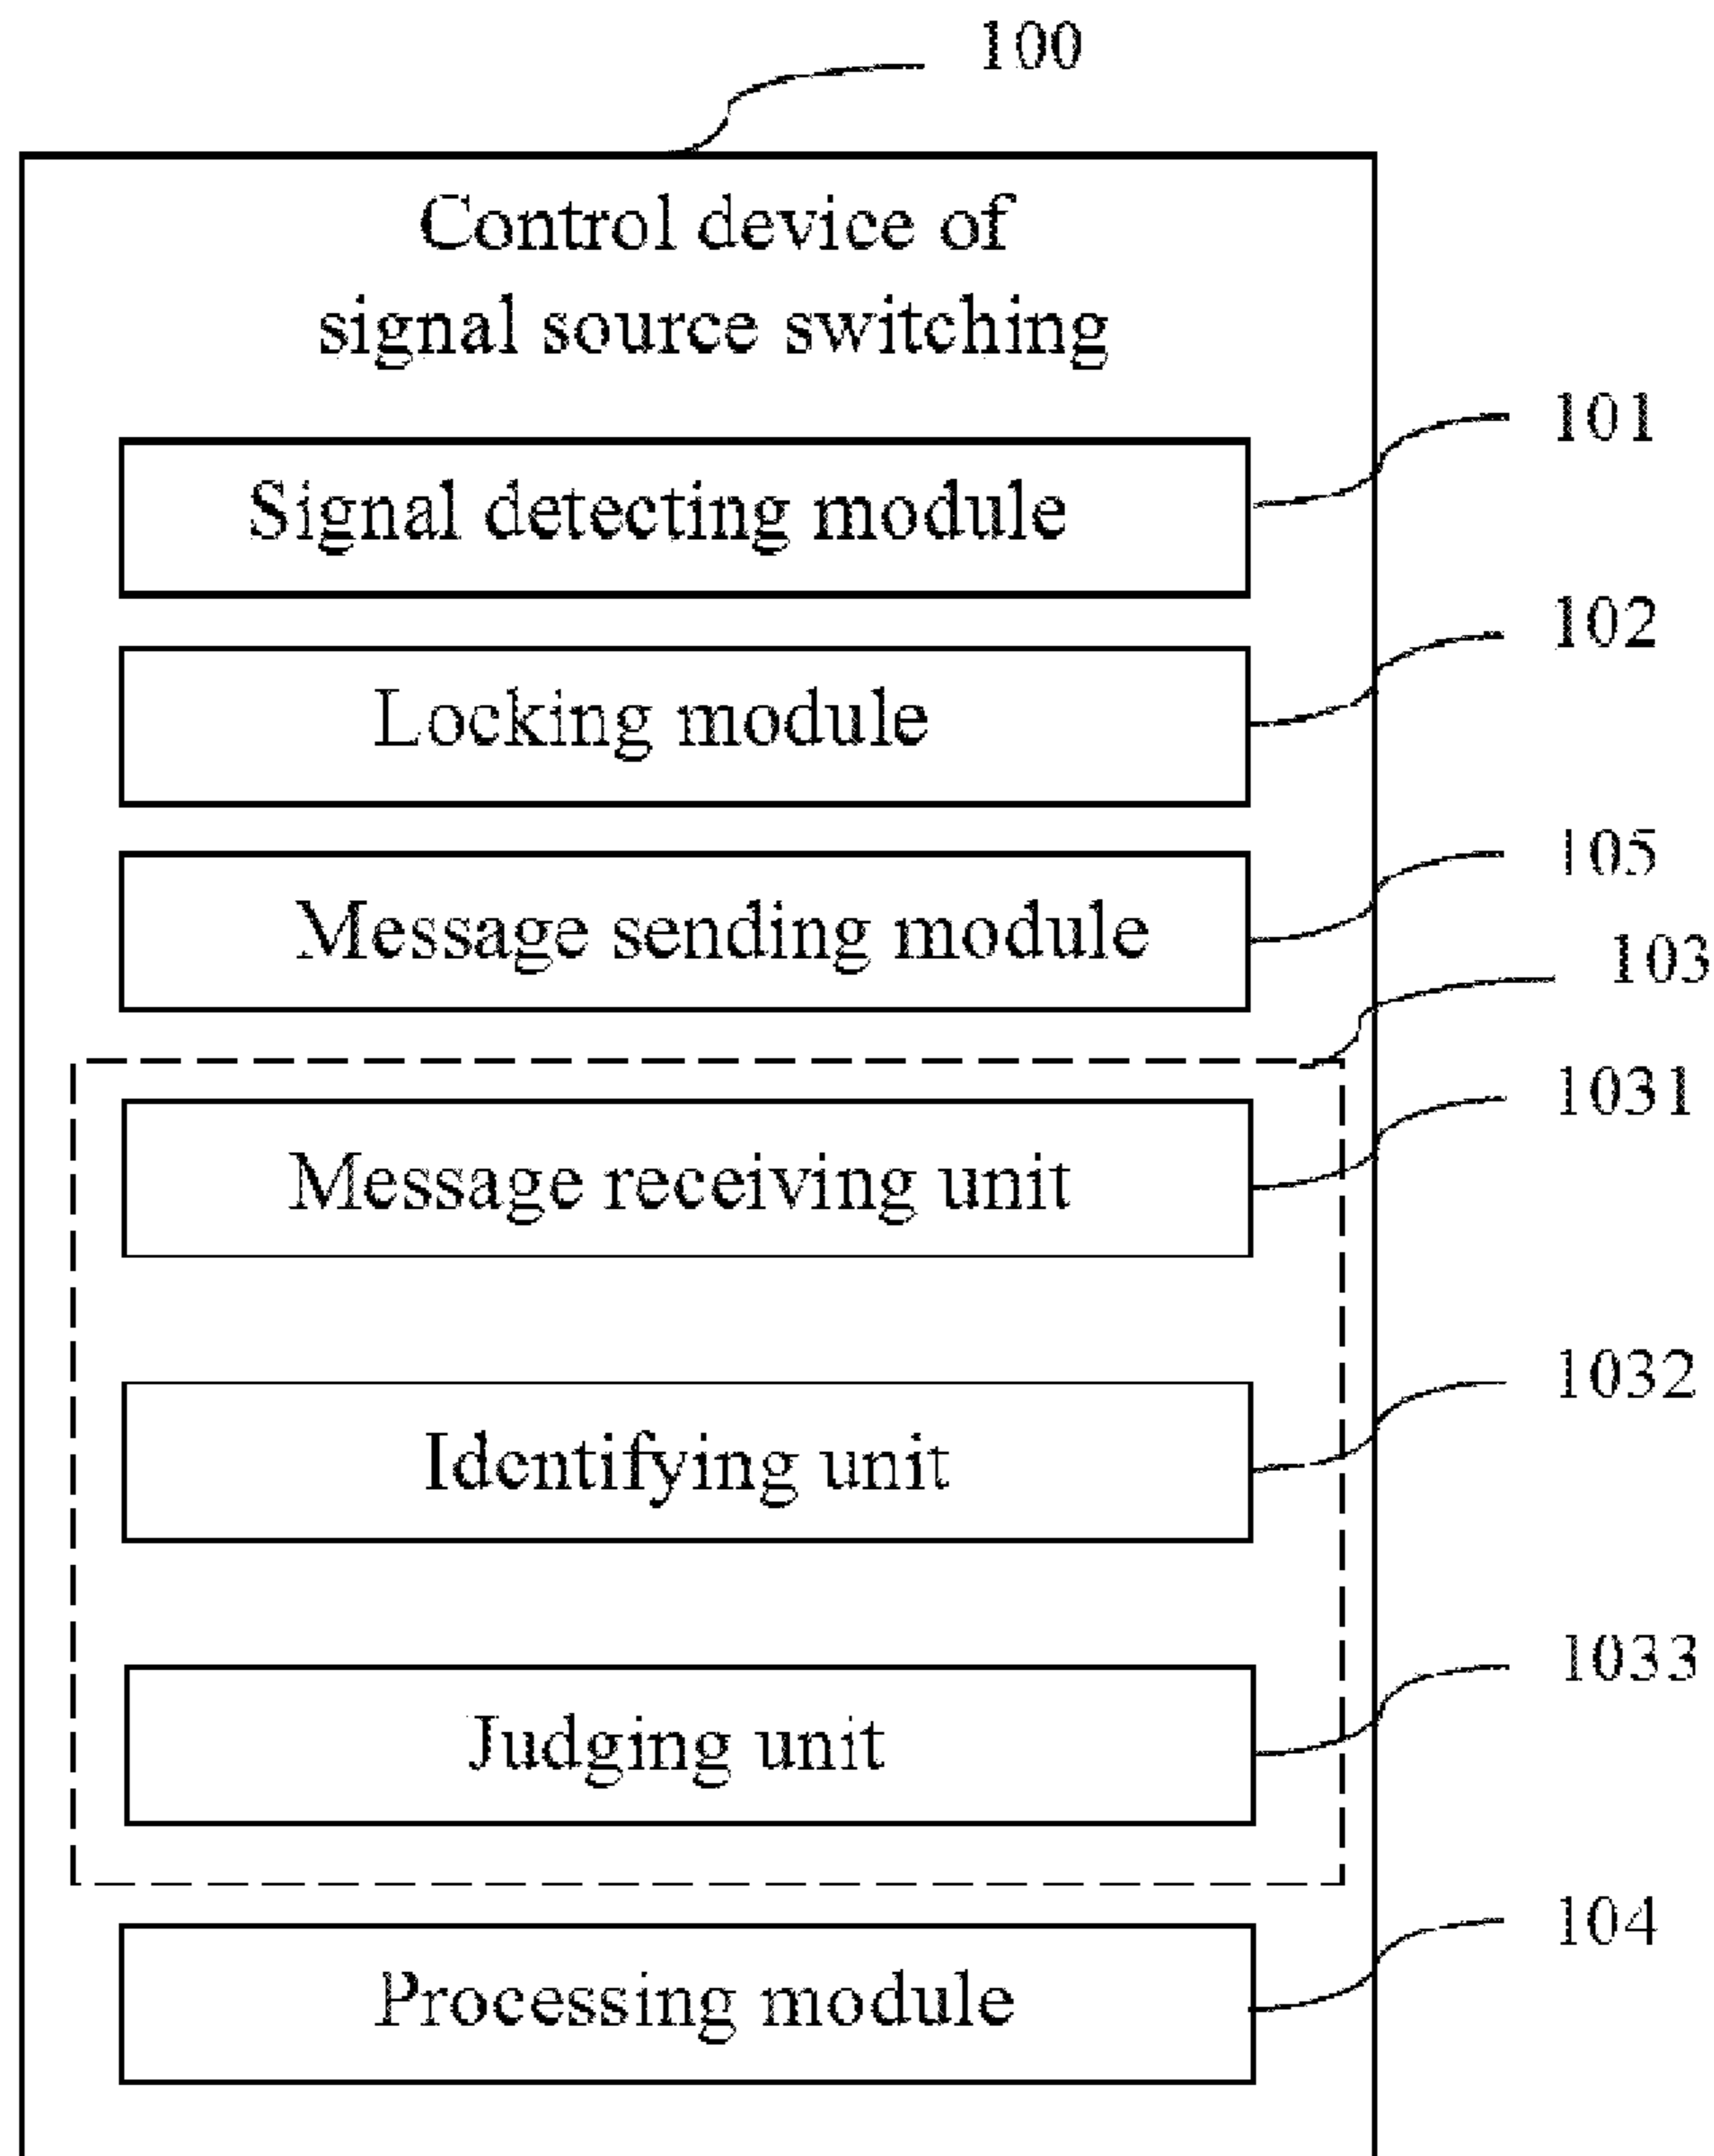 100
Control device of
signal source switching
101
Signal detecting module
102
Locking module
105
Message sending module
103
1031
Message receiving unit
1032
Identifying unit
1033
Judging unit
104
Processing module